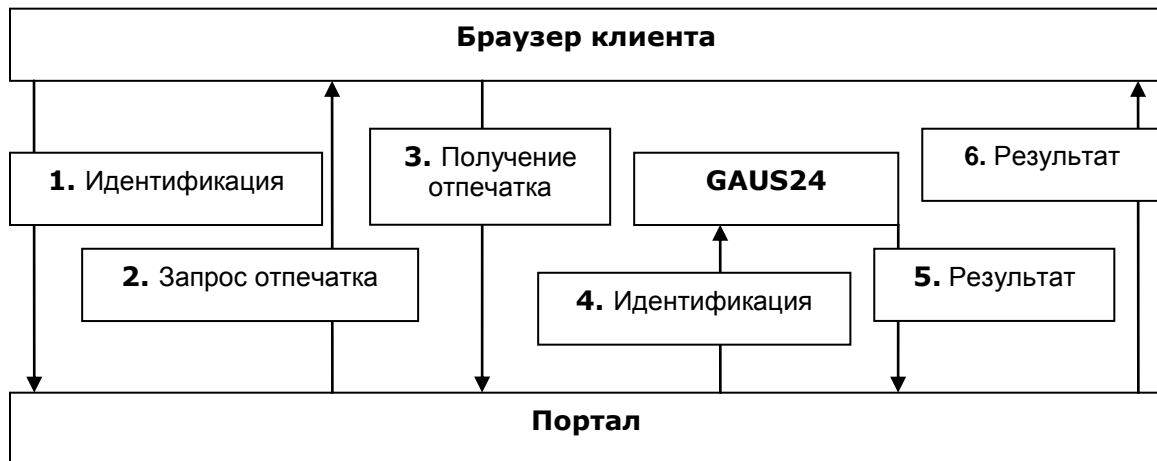 Браузер клиента
1. Идентификация
2. Запрос отпечатка
3. Получение
отпечатка
GAUS24
4. Идентификация
5. Результат
6. Результат
Портал